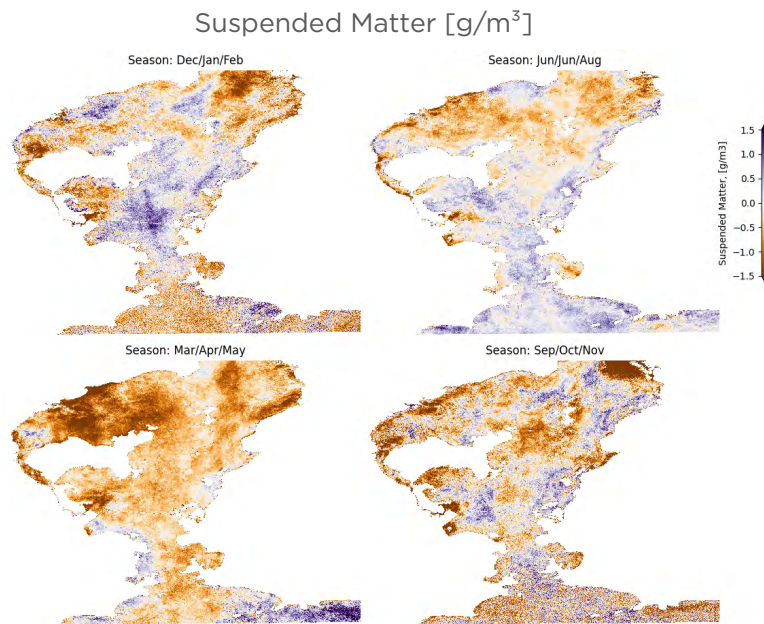 Suspended Matter [g/m³]
Season: Dec/Jan/Feb
Season: Jun/Jun/Aug
1.5
1.0
0.5
0.0
−0.5
−1.0
−1.5
Suspended Matter, [g/m3]
Season: Mar/Apr/May
Season: Sep/Oct/Nov